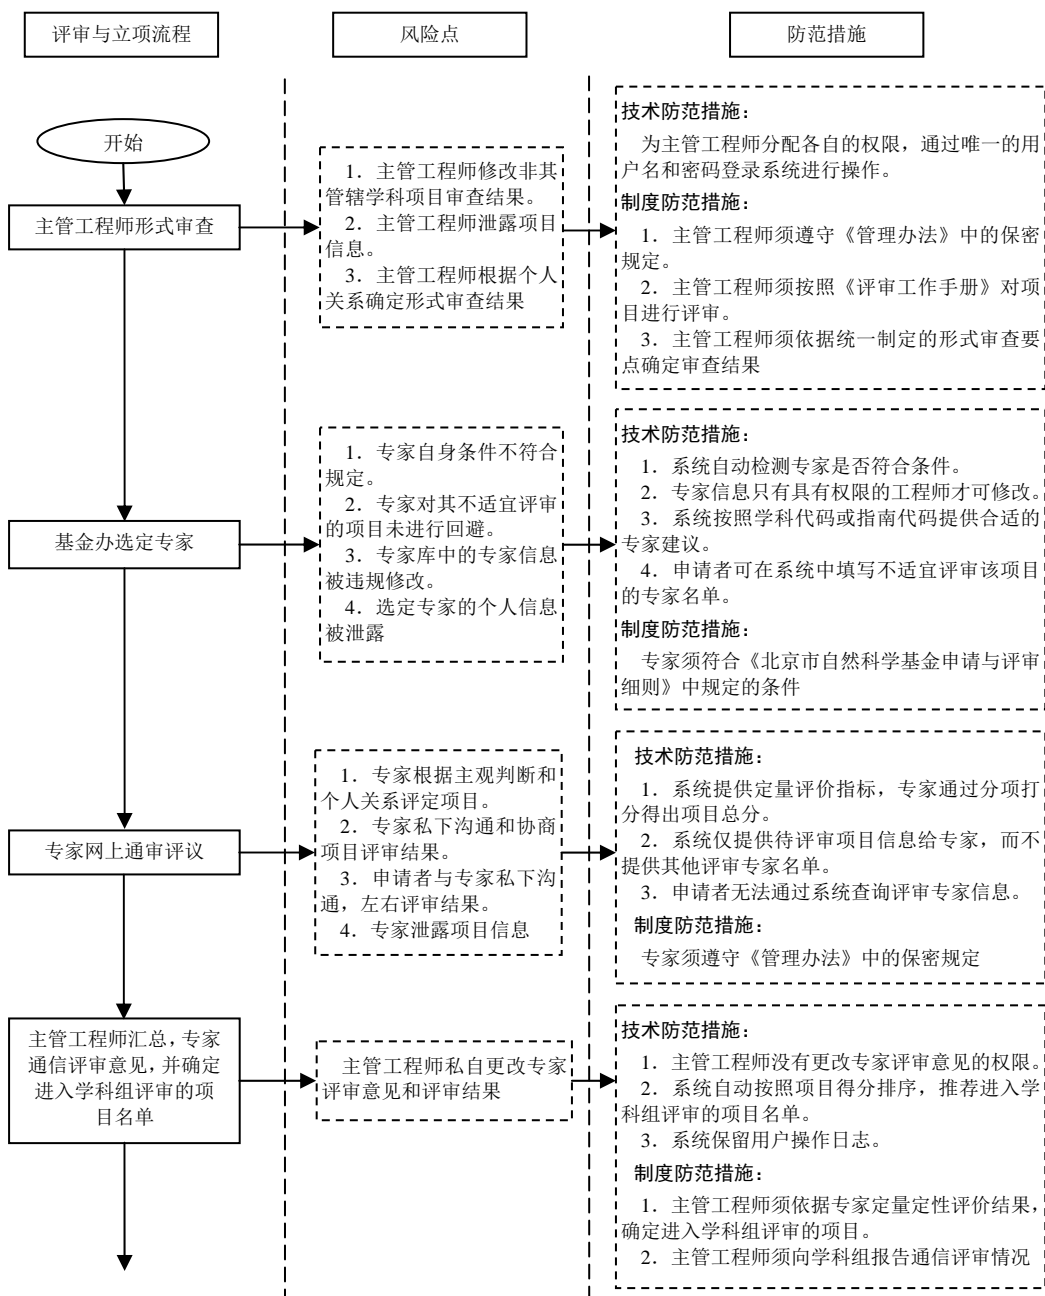 评审与立项流程
风险点
防范措施
开始
主管工程师形式审查
1．主管工程师修改非其
管辖学科项目审查结果。
2．主管工程师泄露项目
信息。
3．主管工程师根据个人
关系确定形式审查结果
技术防范措施：
为主管工程师分配各自的权限，通过唯一的用
户名和密码登录系统进行操作。
制度防范措施：
1．主管工程师须遵守《管理办法》中的保密
规定。
2．主管工程师须按照《评审工作手册》对项
目进行评审。
3．主管工程师须依据统一制定的形式审查要
点确定审查结果
基金办选定专家
1．专家自身条件不符合
规定。
2．专家对其不适宜评审
的项目未进行回避。
3．专家库中的专家信息
被违规修改。
4．选定专家的个人信息
被泄露
技术防范措施：
1．系统自动检测专家是否符合条件。
2．专家信息只有具有权限的工程师才可修改。
3．系统按照学科代码或指南代码提供合适的
专家建议。
4．申请者可在系统中填写不适宜评审该项目
的专家名单。
制度防范措施：
专家须符合《北京市自然科学基金申请与评审
细则》中规定的条件
专家网上通审评议
1．专家根据主观判断和
个人关系评定项目。
2．专家私下沟通和协商
项目评审结果。
3．申请者与专家私下沟
通，左右评审结果。
4．专家泄露项目信息
技术防范措施：
1．系统提供定量评价指标，专家通过分项打
分得出项目总分。
2．系统仅提供待评审项目信息给专家，而不
提供其他评审专家名单。
3．申请者无法通过系统查询评审专家信息。
制度防范措施：
专家须遵守《管理办法》中的保密规定
主管工程师汇总，专家
通信评审意见，并确定
进入学科组评审的项
目名单
主管工程师私自更改专家
评审意见和评审结果
技术防范措施：
1．主管工程师没有更改专家评审意见的权限。
2．系统自动按照项目得分排序，推荐进入学
科组评审的项目名单。
3．系统保留用户操作日志。
制度防范措施：
1．主管工程师须依据专家定量定性评价结果，
确定进入学科组评审的项目。
2．主管工程师须向学科组报告通信评审情况